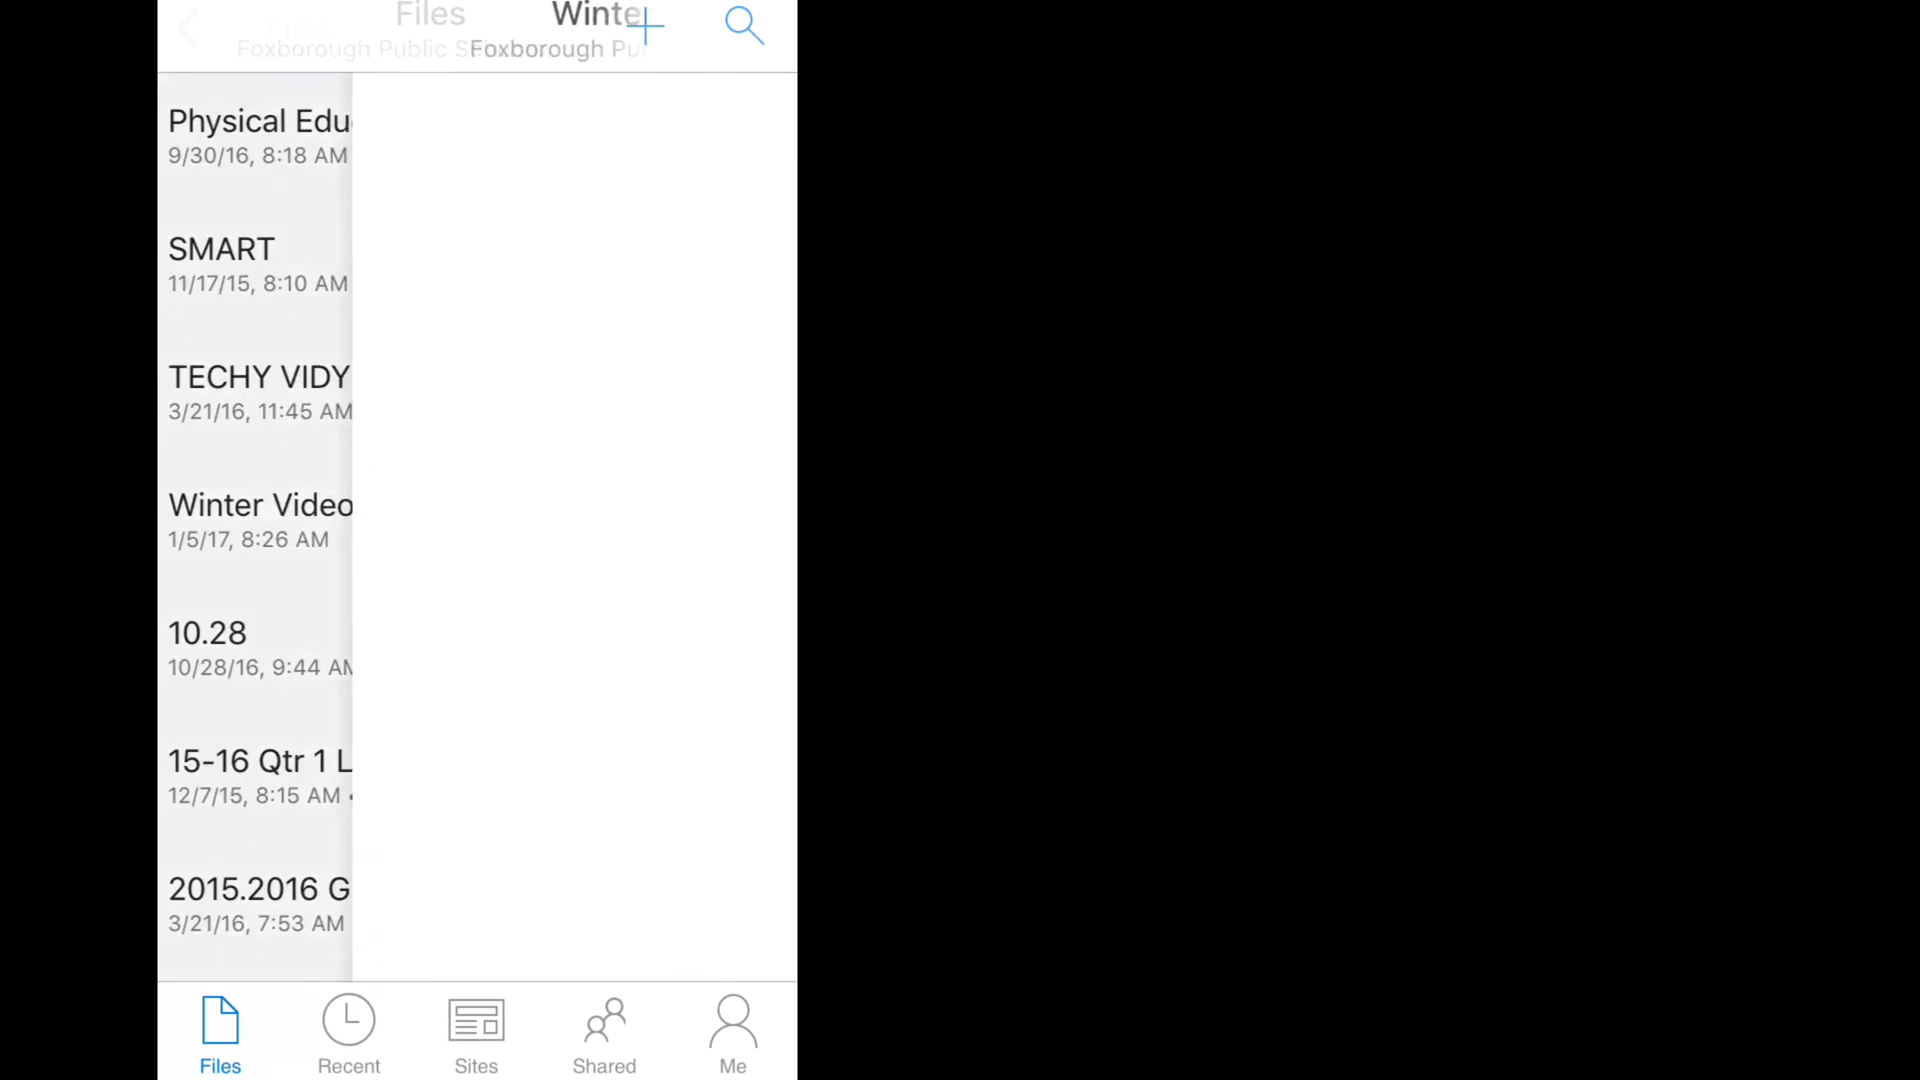 Files
Winte
Foxborough Public S
Foxborough Pu
Physical Edu
9/30/16, 8:18 AM
SMART
11/17/15, 8:10 AM
TECHY VIDY
3/21/16, 11:45 AM
Winter Video
1/5/17, 8:26 AM
10.28
10/28/16, 9:44 AM
15-16 Qtr 1 L
12/7/15, 8:15 AM •
2015.2016 G
3/21/16, 7:53 AM
Files
Recent
Sites
Shared
Me